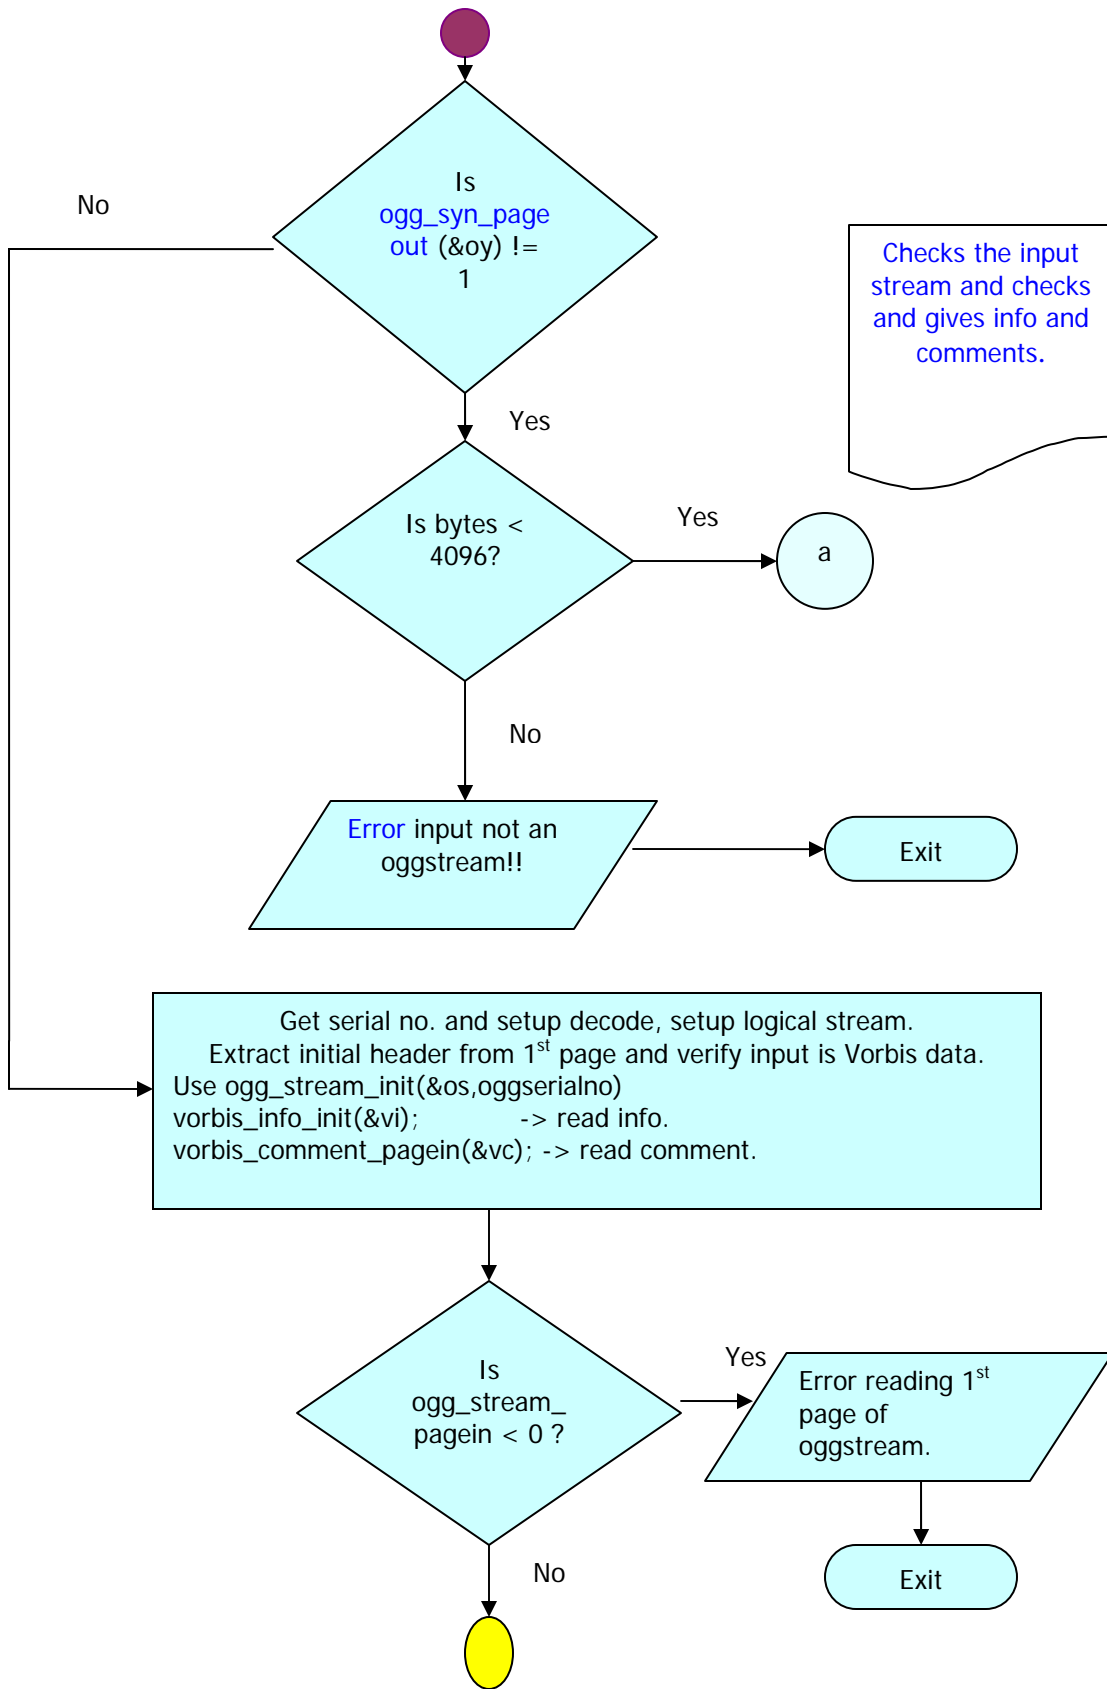 Is
ogg_syn_page
out (&oy) !=
1
No
Checks the input
stream and checks
and gives info and
comments.
Yes
Is bytes <
4096?
Yes
a
No
Error input not an
oggstream!!
Exit
Get serial no. and setup decode, setup logical stream.
Extract initial header from 1st page and verify input is Vorbis data.
Use ogg_stream_init(&os,oggserialno)
vorbis_info_init(&vi); -> read info.
vorbis_comment_pagein(&vc); -> read comment.
Is
ogg_stream_
pagein < 0 ?
Yes
Error reading 1st
page of
oggstream.
No
Exit